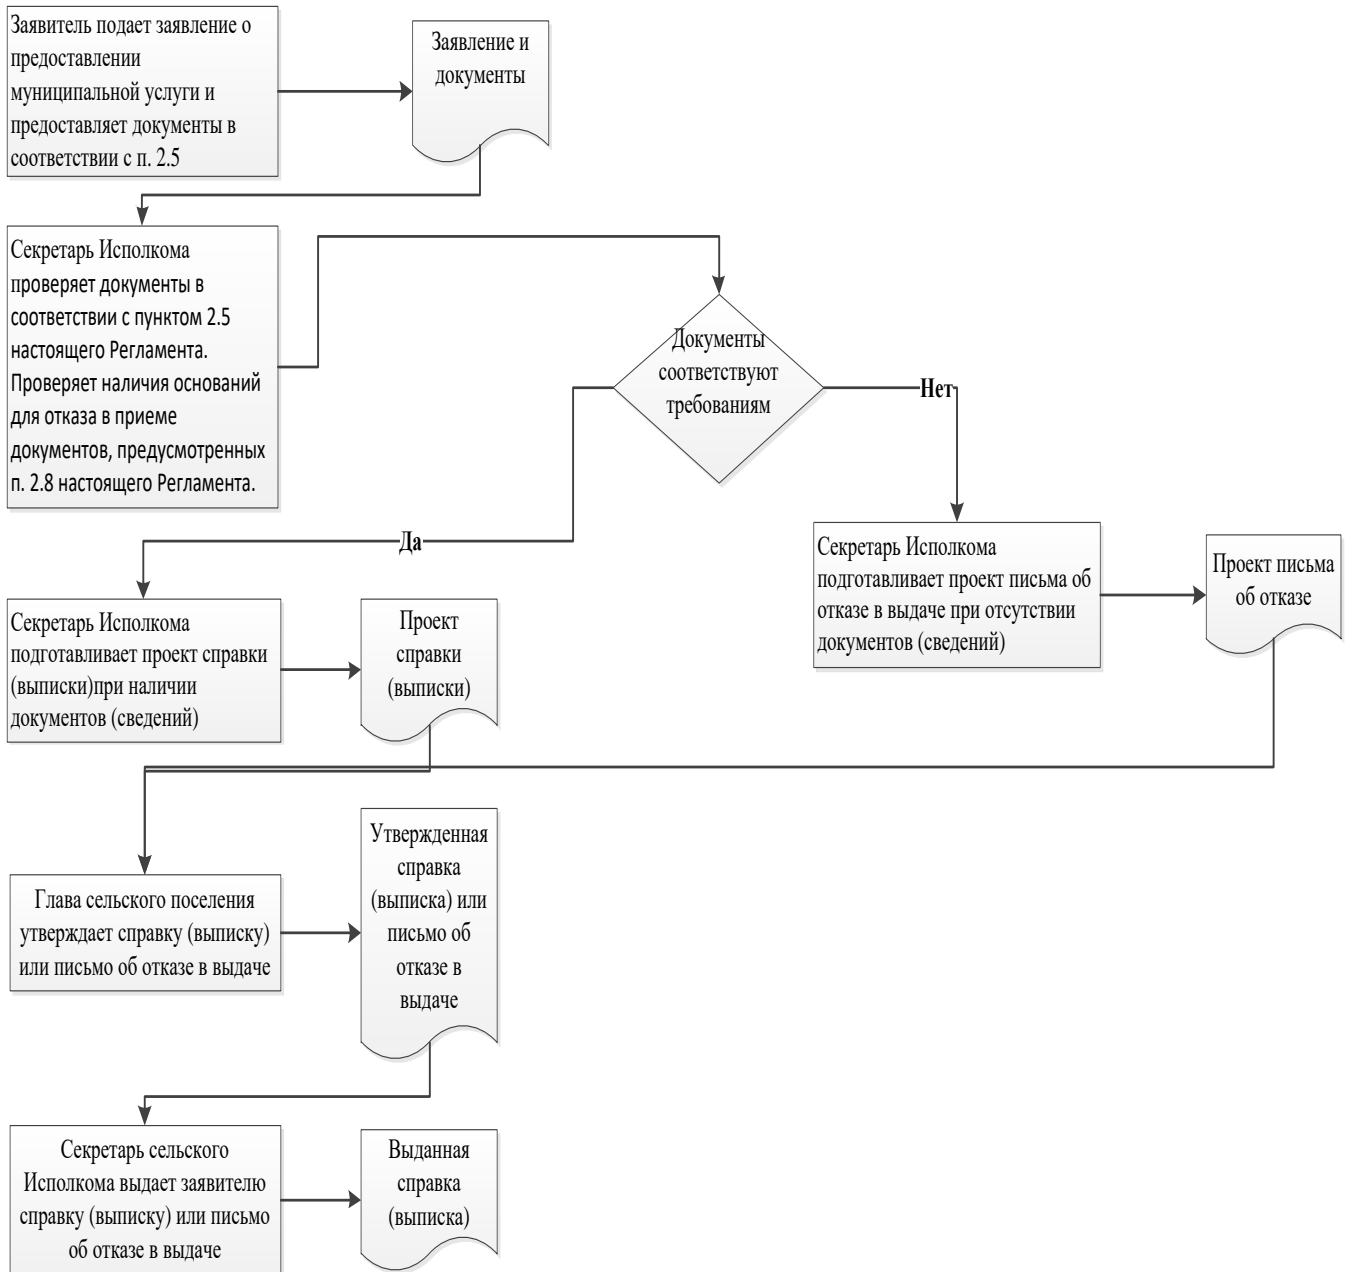 Заявитель подает заявление о
предоставлении
муниципальной услуги и
предоставляет документы в
соответствии с п. 2.5
Заявление и
документы
Секретарь Исполкома
проверяет документы в
соответствии с пунктом 2.5
настоящего Регламента.
Проверяет наличия оснований
для отказа в приеме
документов, предусмотренных
п. 2.8 настоящего Регламента.
Документы
соответствуют
требованиям
Нет
Да
Секретарь Исполкома
подготавливает проект письма об
отказе в выдаче при отсутствии
документов (сведений)
Проект письма
об отказе
Секретарь Исполкома
подготавливает проект справки
(выписки)при наличии
документов (сведений)
Проект
справки
(выписки)
Глава сельского поселения
утверждает справку (выписку)
или письмо об отказе в выдаче
Утвержденная
справка
(выписка) или
письмо об
отказе в
выдаче
Секретарь сельского
Исполкома выдает заявителю
справку (выписку) или письмо
об отказе в выдаче
Выданная
справка
(выписка)